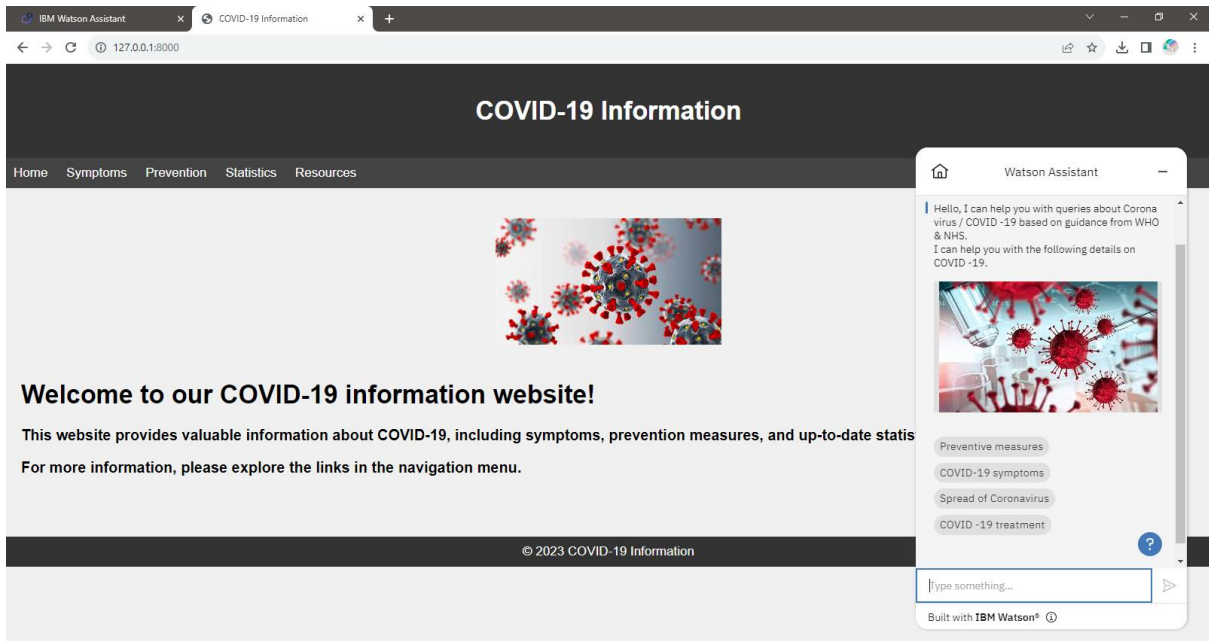 IBM Watson Assistant
COVID-19 Information
127.0.0.1:8000
COVID-19 Information
Home Symptoms Prevention Statistics Resources
Welcome to our COVID-19 information website!
This website provides valuable information about COVID-19, including symptoms, prevention measures, and up-to-date
For more information, please explore the links in the navigation menu.
© 2023 COVID-19 Information
Watson Assistant
Hello, I can help you with queries about Corona
virus / COVID -19 based on guidance from WHO
& NHS.
I can help you with the following details on
COVID -19.
Preventive measures
COVID-19 symptoms
Spread of Coronavirus
COVID -19 treatment
?
Type something...
Built with IBM Watson®